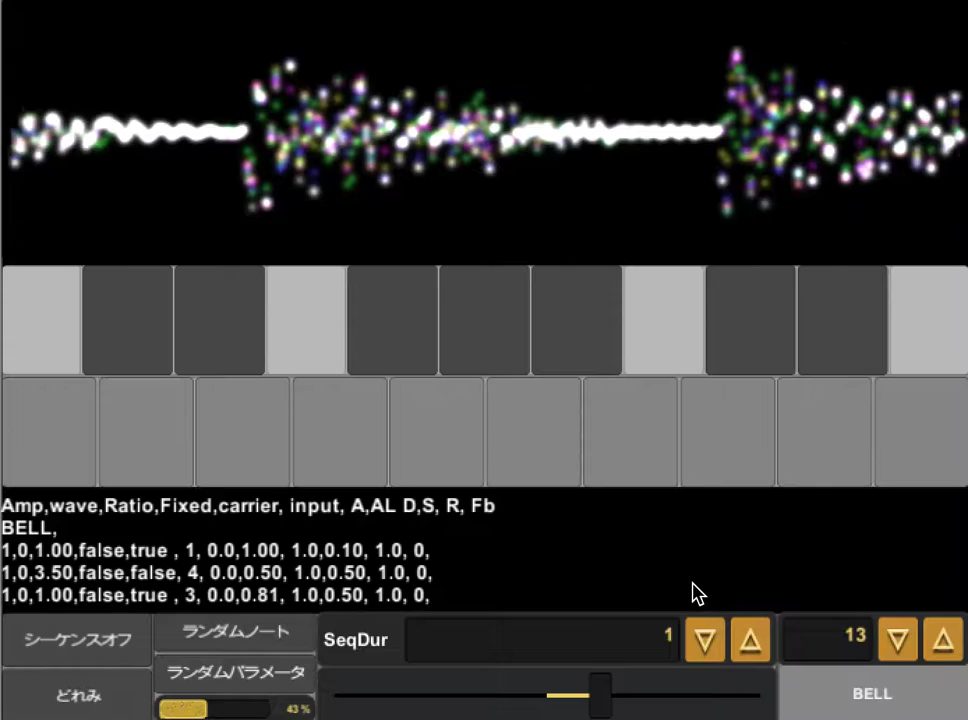 Amp,wave,Ratio,Fixed,carrier, input, A,AL D,S, R, Fb
BELL,
1,0,1.00,false,true , 1, 0.0,1.00, 1.0,0.10, 1.0, 0,
1,0,3.50,false,false, 4, 0.0,0.50, 1.0,0.50, 1.0, 0,
1,0,1.00,false,true , 3, 0.0,0.81, 1.0,0.50, 1.0, 0,
シーケンスオフ
ランダムノート
SeqDur
1
13
ランダムパラメータ
どれみ
43 %
BELL